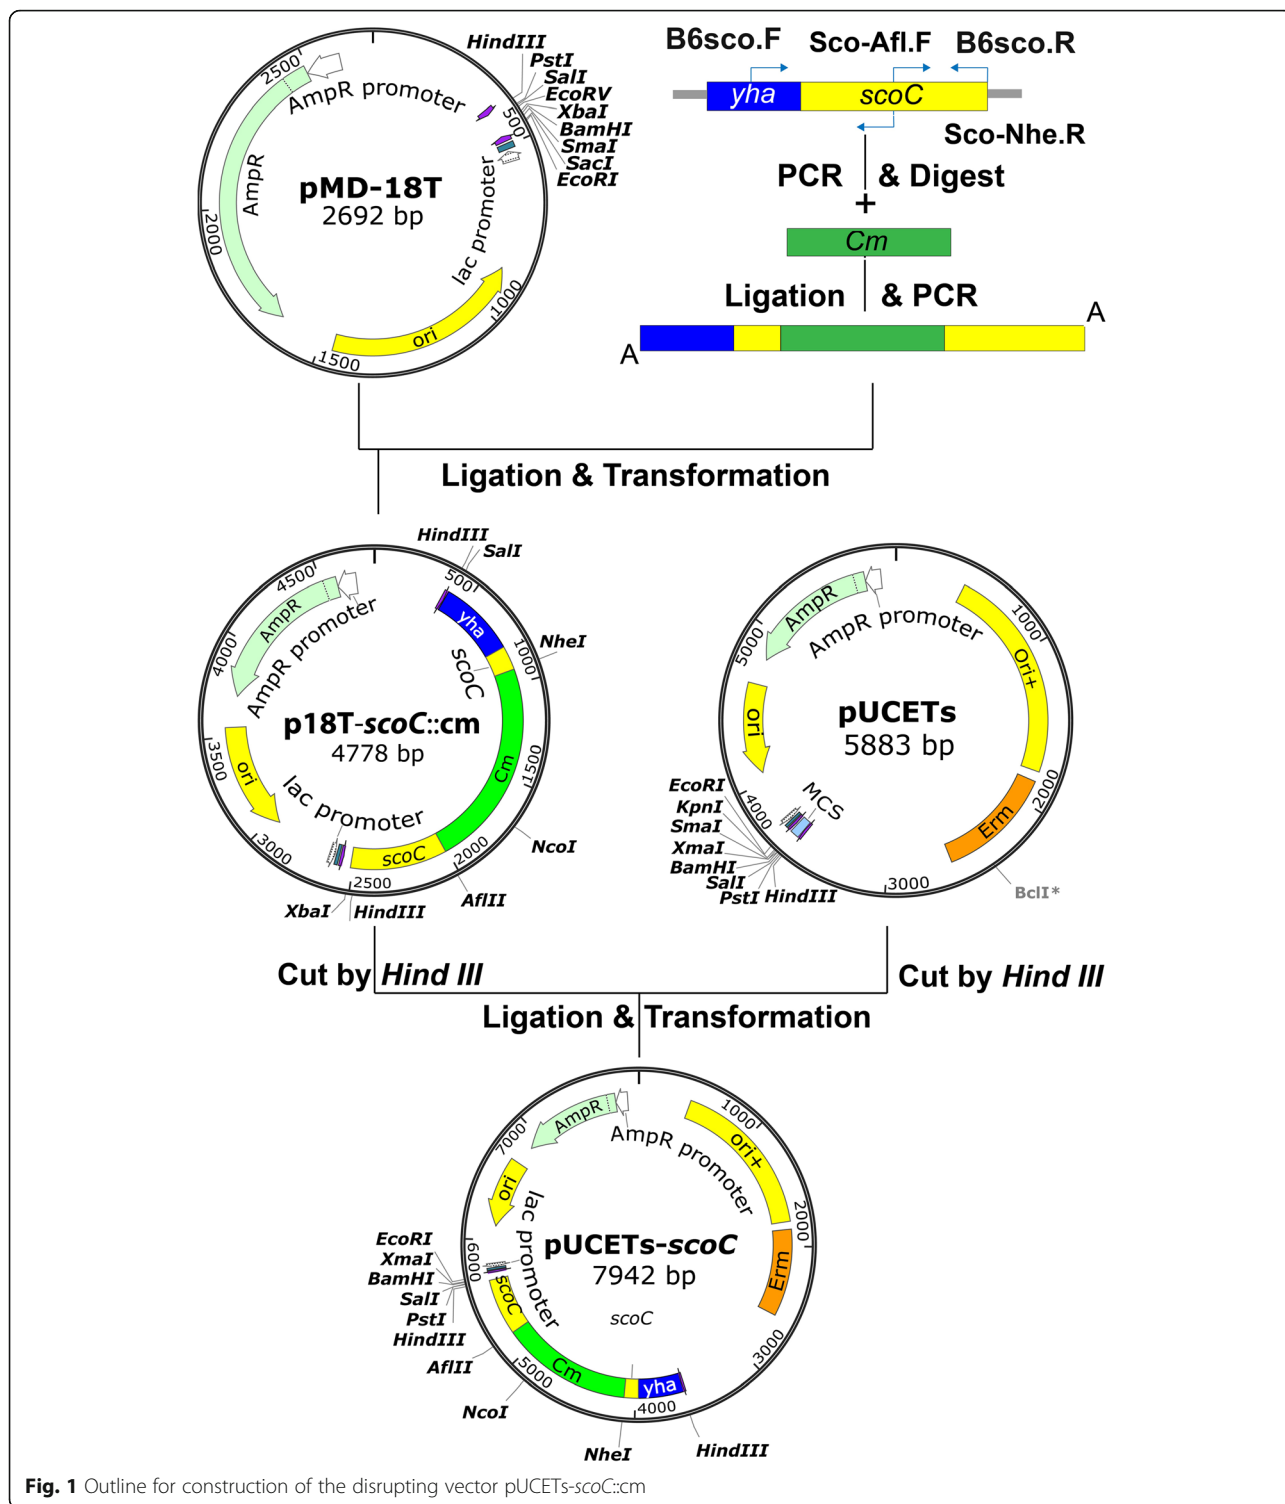 HindIII
PstI
SalI
EcoRV
XbaI
BamHI
SmaI
SacI
EcoRI
2500
500
AmpR promoter
AmpR
pMD-18T
2692 bp
lac promoter
2000
1000
ori
1500
B6sco.F
Sco-Afl.F
B6sco.R
yha
scoC
Sco-Nhe.R
PCR & Digest
+
Cm
Ligation & PCR
A
A
Ligation & Transformation
HindIII
SalI
4500
500
AmpR
yha
AmpR promoter
4000
scoC
1000
NheI
p18T-scoC::cm
4778 bp
3500
ori
Cm
1500
lac promoter
3000
scoC
2000
NcoI
2500
XbaI
HindIII
AflII
AmpR
AmpR promoter
1000
5000
Ori+
pUCETs
5883 bp
ori
EcoRI
KpnI
SmaI
XmaI
BamHI
SalI
PstI
HindIII
4000
MCS
2000
Erm
3000
BclI*
Cut by Hind III
Cut by Hind III
Ligation & Transformation
AmpR
1000
7000
AmpR promoter
ori+
ori
lac promoter
2000
EcoRI
XmaI
BamHI
SalI
PstI
HindIII
6000
pUCETs-scoC
7942 bp
Erm
scoC
scoC
AflII
5000
Cm
yha
3000
NcoI
4000
NheI
HindIII
Fig. 1 Outline for construction of the disrupting vector pUCETs-scoC::cm